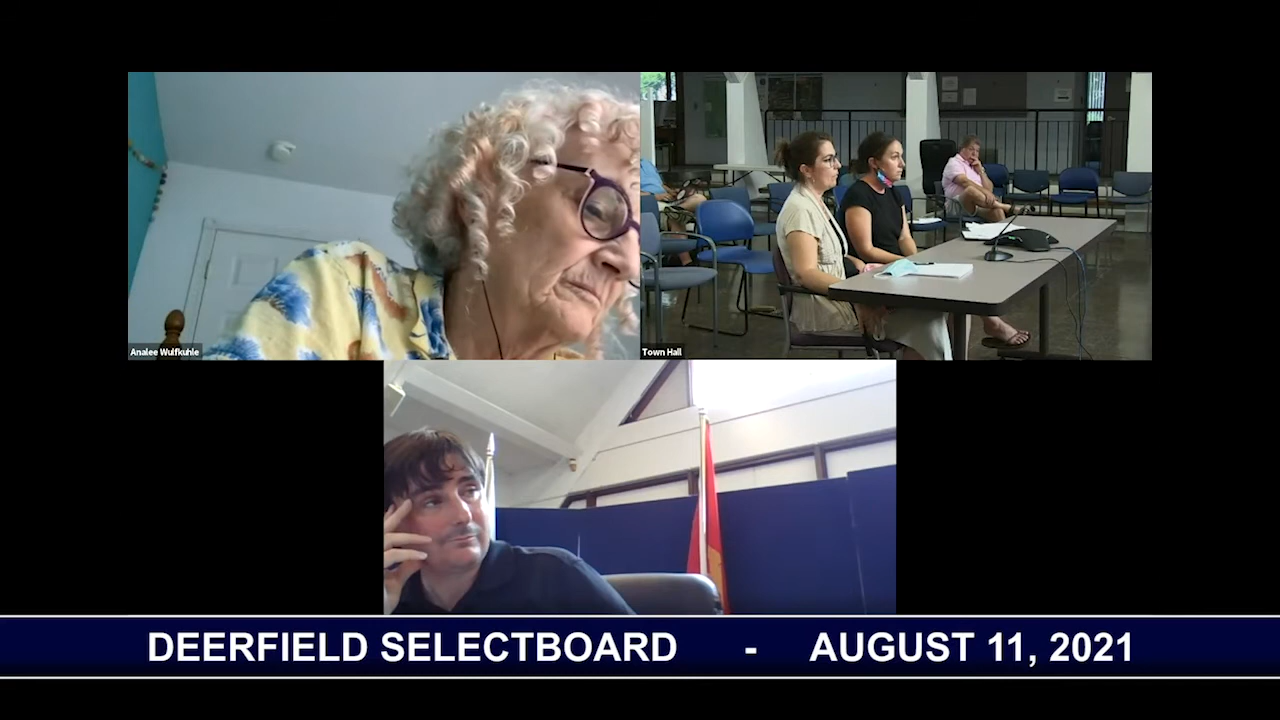 Analee Wulfkuhle
Town Hall
DEERFIELD SELECTBOARD - AUGUST 11, 2021